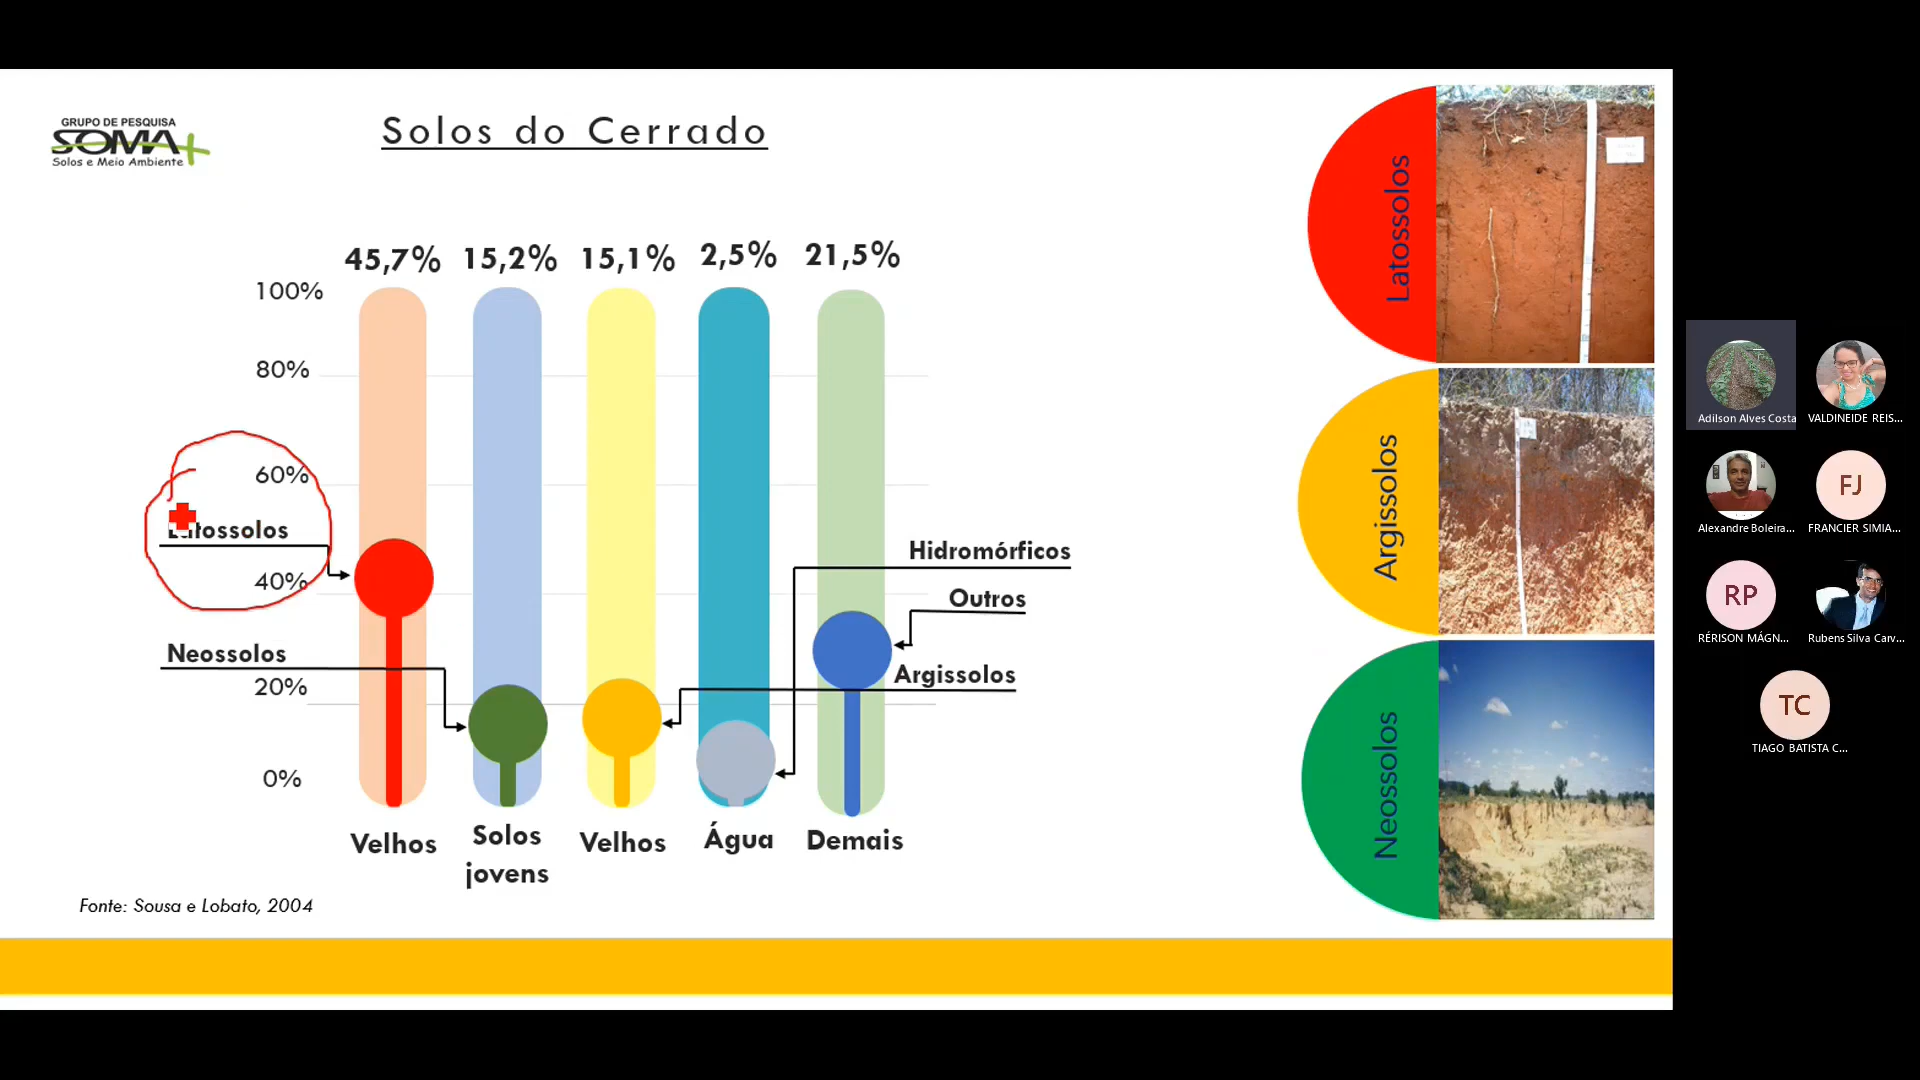 GRUPO DE PESQUISA
SOMA+
Solos e Meio Ambiente
Solos do Cerrado
45,7% 15,2% 15,1% 2,5% 21,5%
100%
80%
60%
40%
20%
0%
Latossolos
Neossolos
Hidromórficos
Outros
Argissolos
Velhos
Solos
jovens
Velhos
Água
Demais
Fonte: Sousa e Lobato, 2004
Latossolos
Argissolos
Neossolos
Adilson Alves Costa
VALDINEIDE REIS...
Alexandre Boleira...
FJ
FRANCIER SIMIA...
RP
RÉRISON MÁGN...
Rubens Silva Carv...
TC
TIAGO BATISTA C...